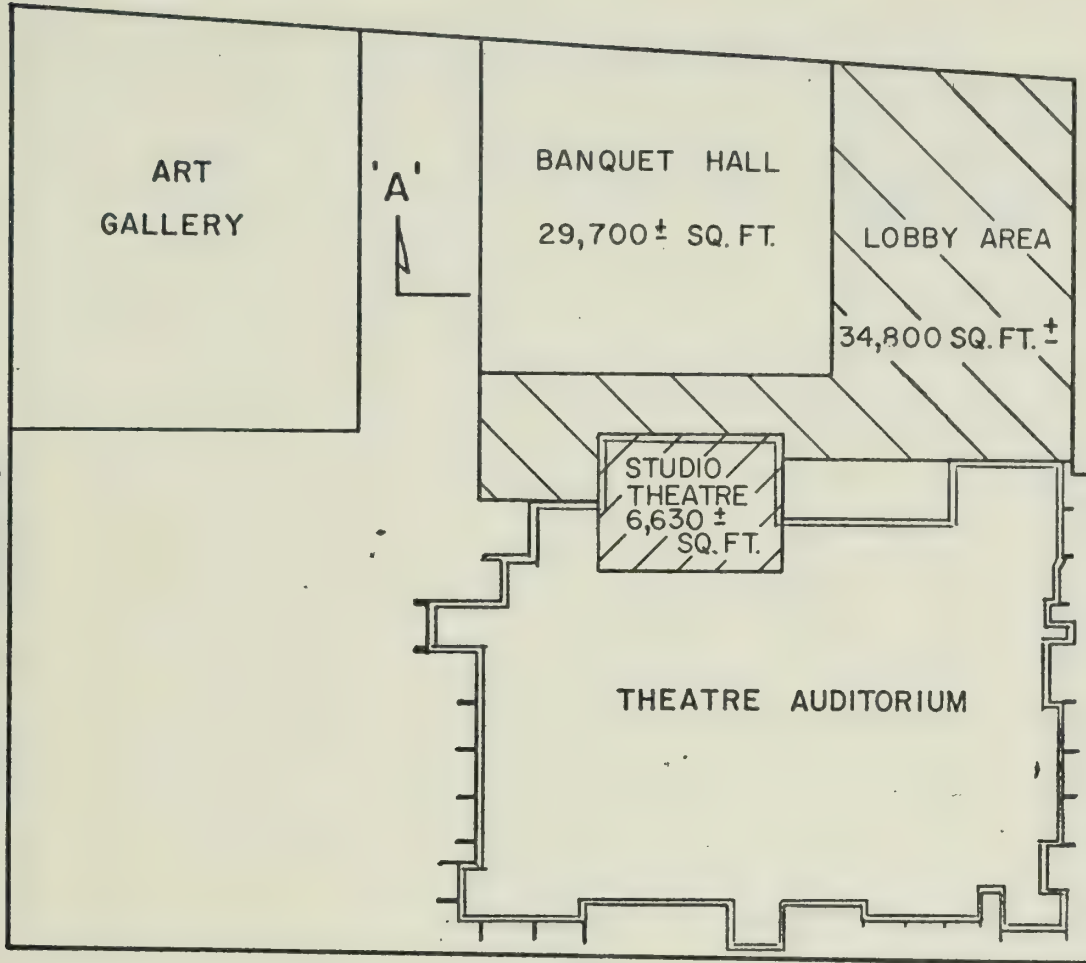 ART
GALLERY
'A'
BANQUET HALL
29,700± SQ. FT.
LOBBY AREA
34,800 SQ. FT. ±
STUDIO
THEATRE
6,630 ±
SQ. FT.
THEATRE AUDITORIUM